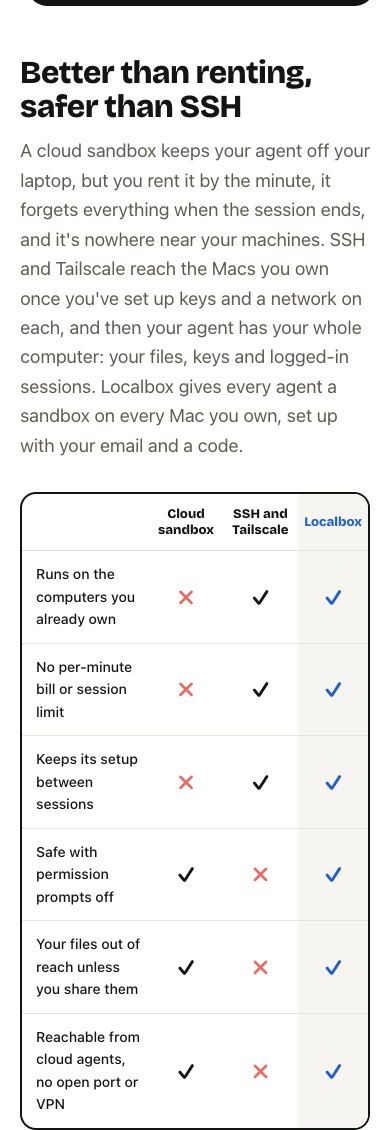 Better than renting,
safer than SSH
A cloud sandbox keeps your agent off your
laptop, but you rent it by the minute, it
forgets everything when the session ends,
and it's nowhere near your machines. SSH
and Tailscale reach the Macs you own
once you've set up keys and a network on
each, and then your agent has your whole
computer: your files, keys and logged-in
sessions. Localbox gives every agent a
sandbox on every Mac you own, set up
with your email and a code.
Cloud
sandbox
SSH and
Tailscale
Localbox
Runs on the
computers you
already own
No per-minute
bill or session
limit
Keeps its setup
between
sessions
Safe with
permission
prompts off
Your files out of
reach unless
you share them
Reachable from
cloud agents,
no open port or
VPN